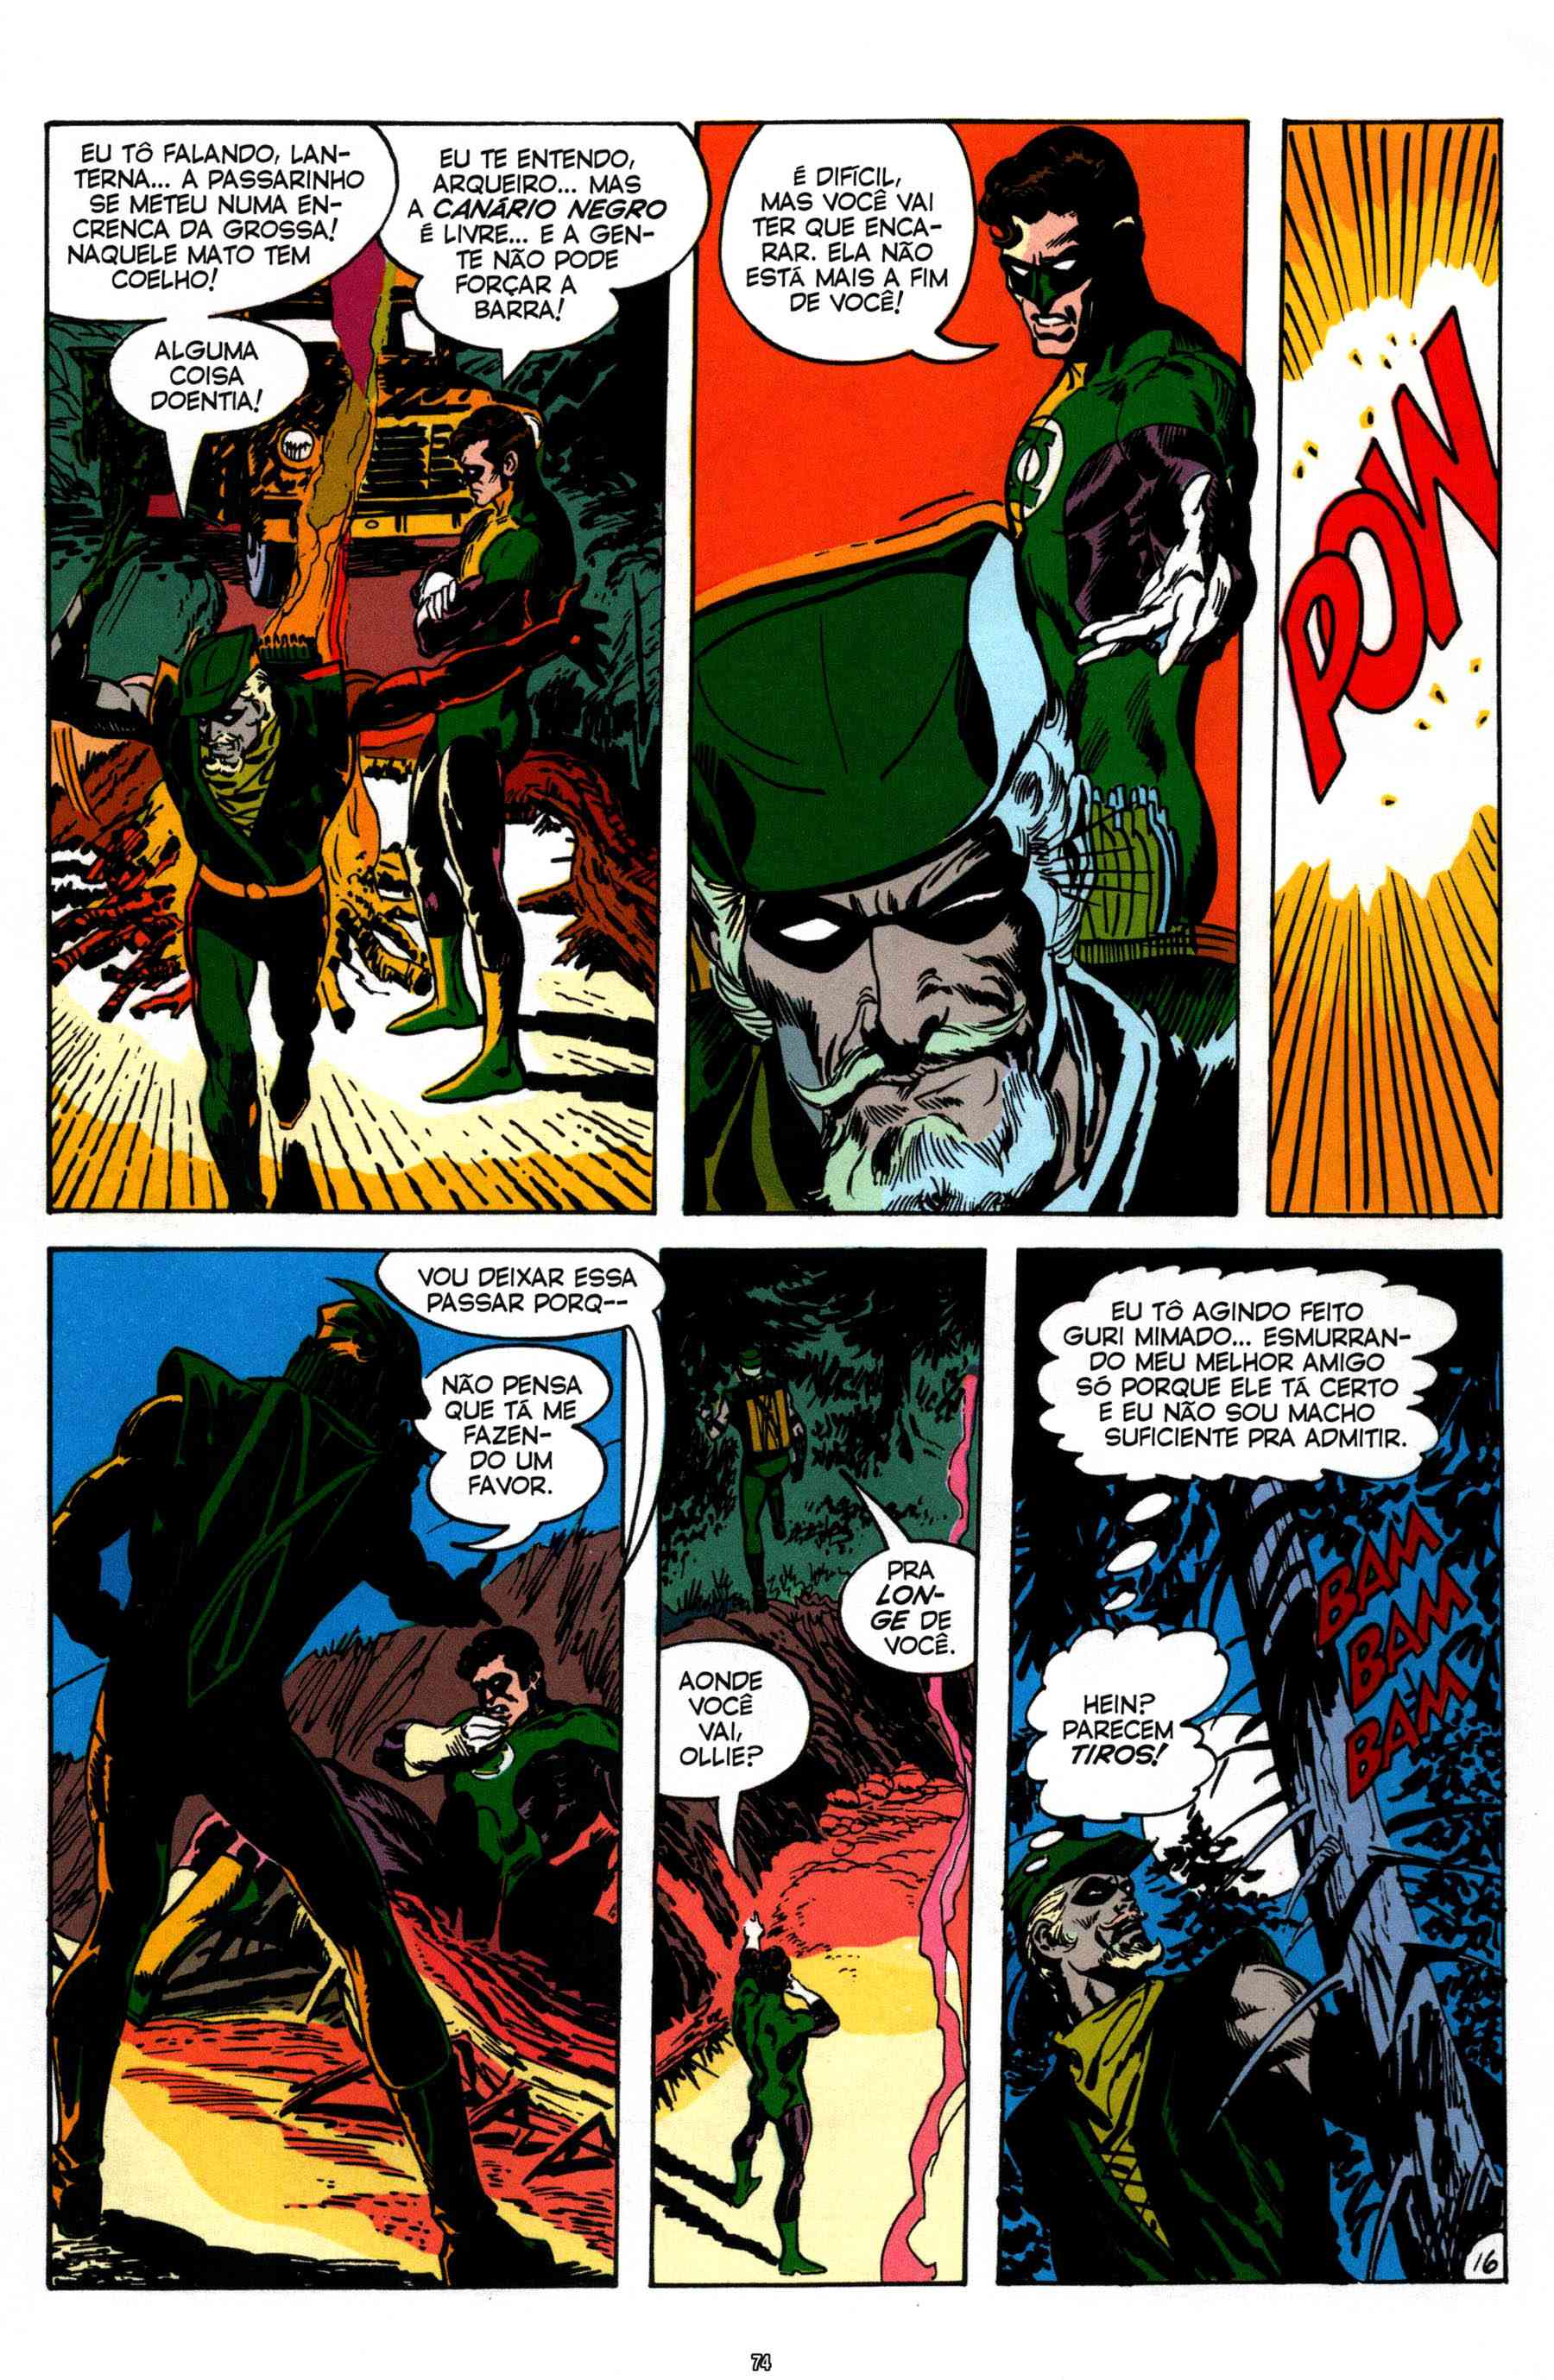 EU TÔ FALANDO, LAN-
TERNA... A PASSARINHO
SE METEU NUMA EN-
CRENCA DA GROSSA!
NAQUELE MATO TEM
COELHO!
ALGUMA
COISA
DOENTIA!
EU TE ENTENDO,
ARQUEIRO... MAS
A CANÁRIO NEGRO
É LIVRE... E A GEN-
TE NÃO PODE
FORÇAR A
BARRA!
É DIFÍCIL,
MAS VOCÊ VAI
TER QUE ENCA-
RAR. ELA NÃO
ESTÁ MAIS A FIM
DE VOCÊ!
POW
VOU DEIXAR ESSA
PASSAR PORQ--
NÃO PENSA
QUE TÁ ME
FAZEN-
DO UM
FAVOR.
AONDE
VOCÊ
VAI,
OLLIE?
PRA
LON-
GE DE
VOCÊ.
EU TÔ AGINDO FEITO
GURI MIMADO... ESMURRAN-
DO MEU MELHOR AMIGO
SÓ PORQUE ELE TÁ CERTO
E EU NÃO SOU MACHO
SUFICIENTE PRA ADMITIR.
BAM
BAM
BAM
HEIN?
PARECEM
TIROS!
16
74